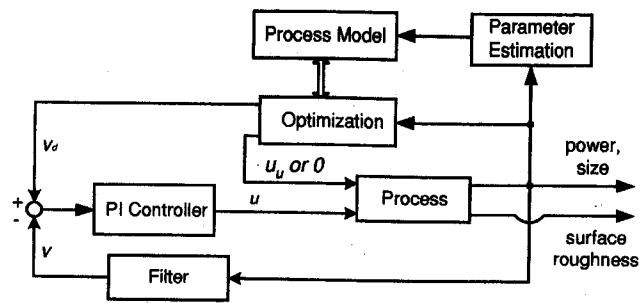 Process Model
Parameter
Estimation
Optimization
v_d
u_u or 0
power,
size
+
-
PI Controller
u
Process
v
Filter
surface
roughness